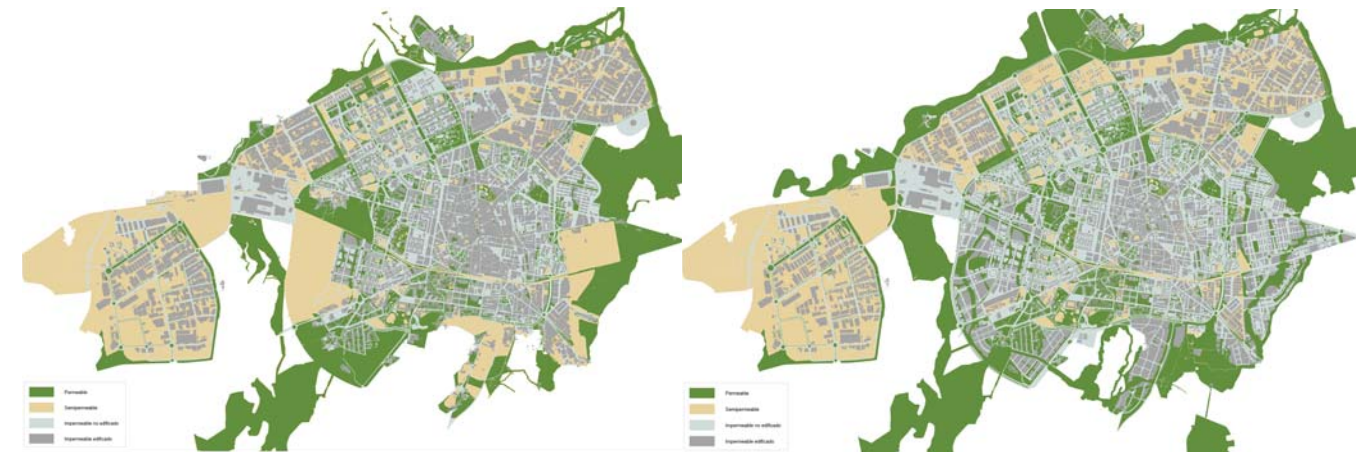 Permeable
Semipermeable
Impermeable no edificado
Impermeable edificado
Permeable
Semipermeable
Impermeable no edificado
Impermeable edificado